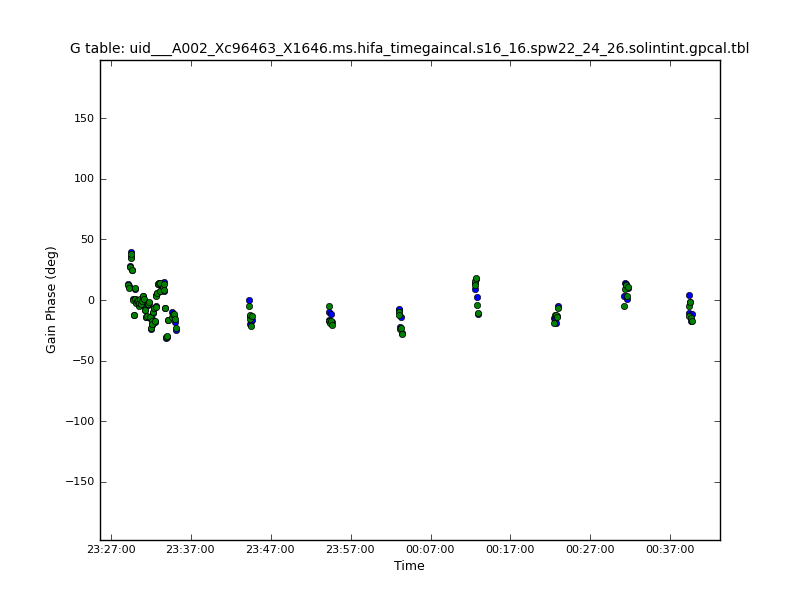 G table: uid___A002_Xc96463_X1646.ms.hifa_timegaincal.s16_16.spw22_24_26.solintint.gpcal.tbl
150
100
50
0
−50
−100
−150
Gain Phase (deg)
23:27:00 23:37:00 23:47:00 23:57:00 00:07:00 00:17:00 00:27:00 00:37:00
Time